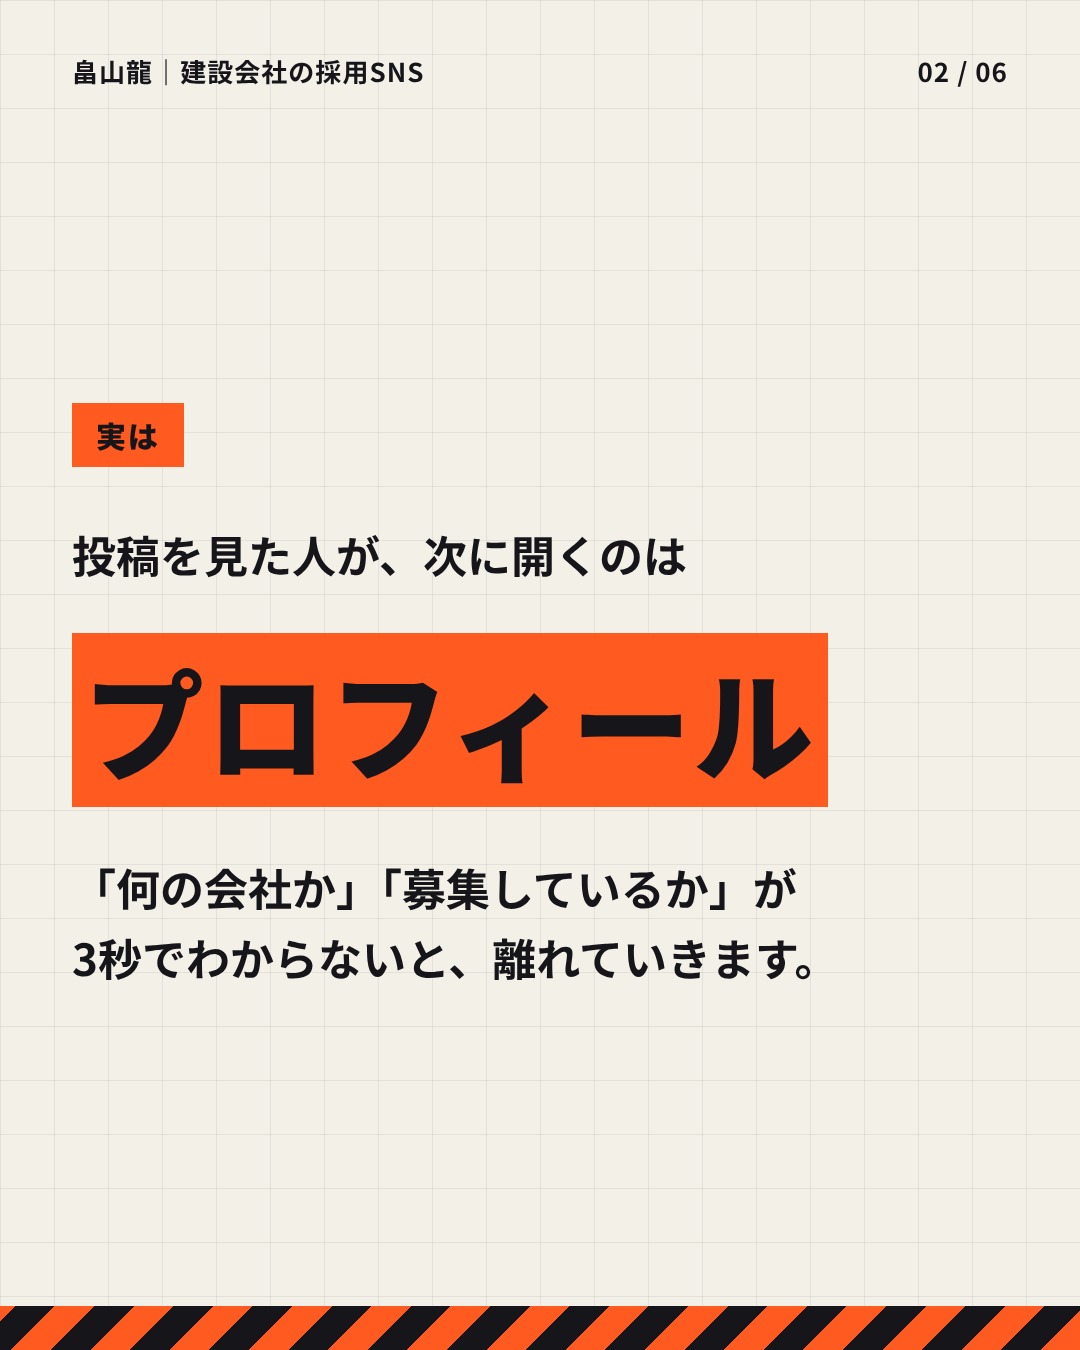 畠山龍｜建設会社の採用SNS
02 / 06
実は
投稿を見た人が、次に開くのは
プロフィール
「何の会社か」「募集しているか」が
3秒でわからないと、離れていきます。